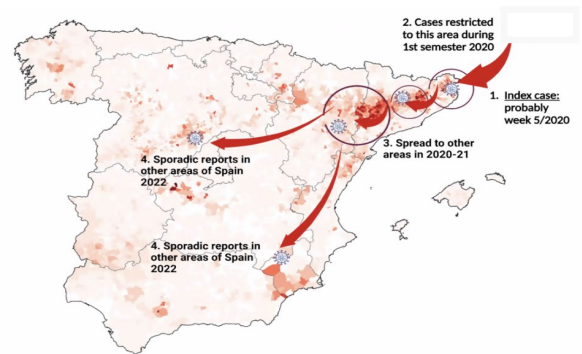 2. Cases restricted
to this area during
1st semester 2020
1. Index case:
probably
week 5/2020
3. Spread to other
areas in 2020-21
4. Sporadic reports in
other areas of Spain
2022
4. Sporadic reports in
other areas of Spain
2022